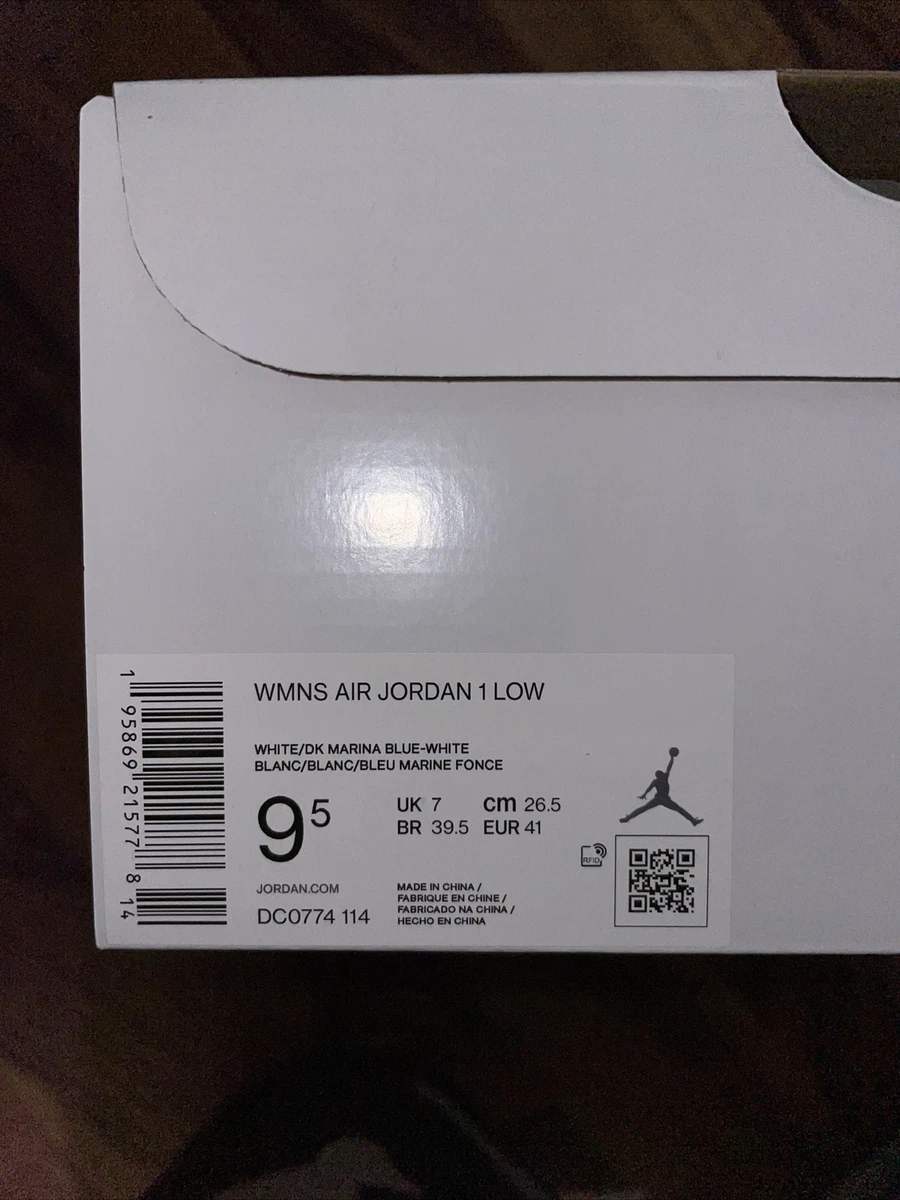 WMNS AIR JORDAN 1 LOW
WHITE/DK MARINA BLUE-WHITE
BLANC/BLANC/BLEU MARINE FONCE
9 5
UK 7 cm 26.5
BR 39.5 EUR 41
RFID
JORDAN.COM
DC0774 114
MADE IN CHINA /
FABRIQUE EN CHINE /
FABRICADO NA CHINA /
HECHO EN CHINA
1 95869 21577 8 14